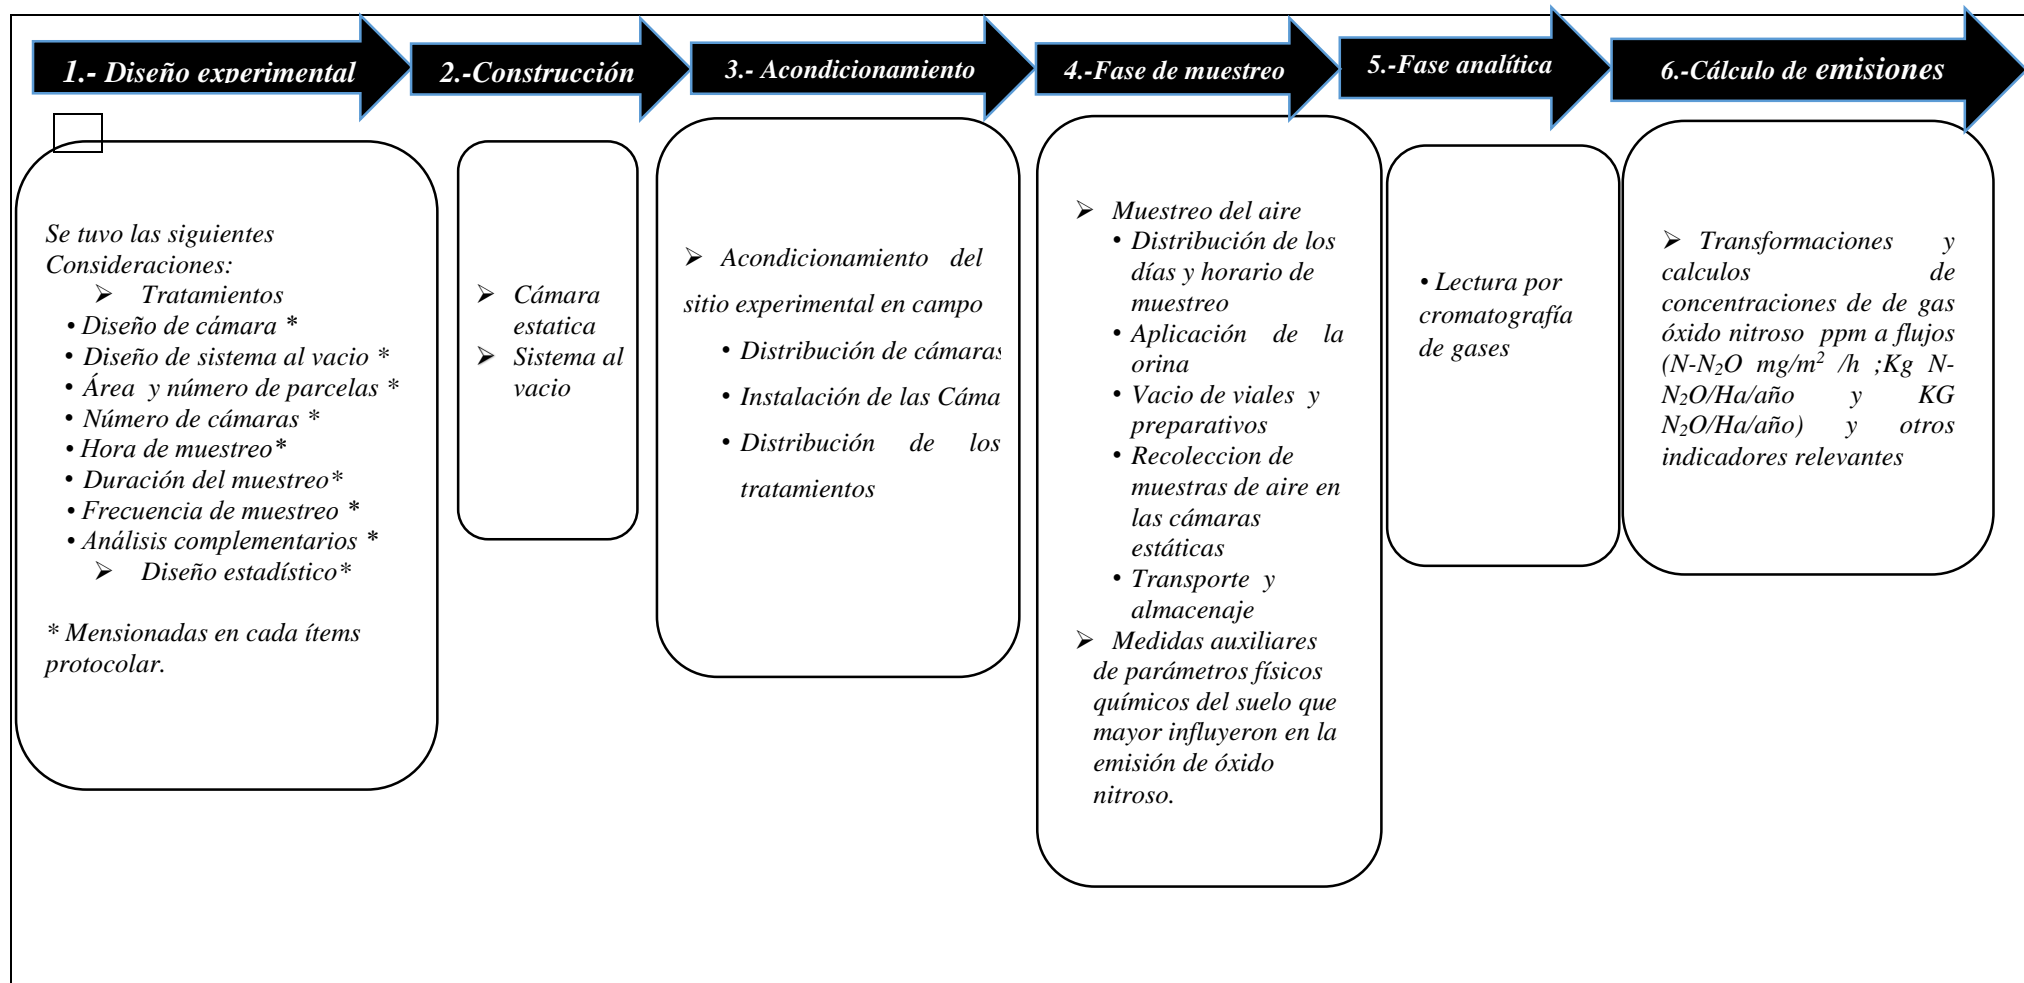 1.- Diseño experimental
2.-Construcción
3.- Acondicionamiento
4.-Fase de muestreo
5.-Fase analítica
6.-Cálculo de emisiones
Se tuvo las siguientes
Consideraciones:
➢ Tratamientos
• Diseño de cámara *
• Diseño de sistema al vacio *
• Área y número de parcelas *
• Número de cámaras *
• Hora de muestreo*
• Duración del muestreo*
• Frecuencia de muestreo *
• Análisis complementarios *
➢ Diseño estadístico*
* Mensionadas en cada ítems
protocolar.
➢ Cámara
estatica
➢ Sistema al
vacio
➢ Acondicionamiento del
sitio experimental en campo
• Distribución de cámaras
• Instalación de las Cáma
• Distribución de los
tratamientos
➢ Muestreo del aire
• Distribución de los
días y horario de
muestreo
• Aplicación de la
orina
• Vacio de viales y
preparativos
• Recoleccion de
muestras de aire en
las cámaras
estáticas
• Transporte y
almacenaje
➢ Medidas auxiliares
de parámetros físicos
químicos del suelo que
mayor influyeron en la
emisión de óxido
nitroso.
• Lectura por
cromatografía
de gases
➢ Transformaciones y
calculos de
concentraciones de de gas
óxido nitroso ppm a flujos
(N-N₂O mg/m² /h ;Kg N-
N₂O/Ha/año y KG
N₂O/Ha/año) y otros
indicadores relevantes